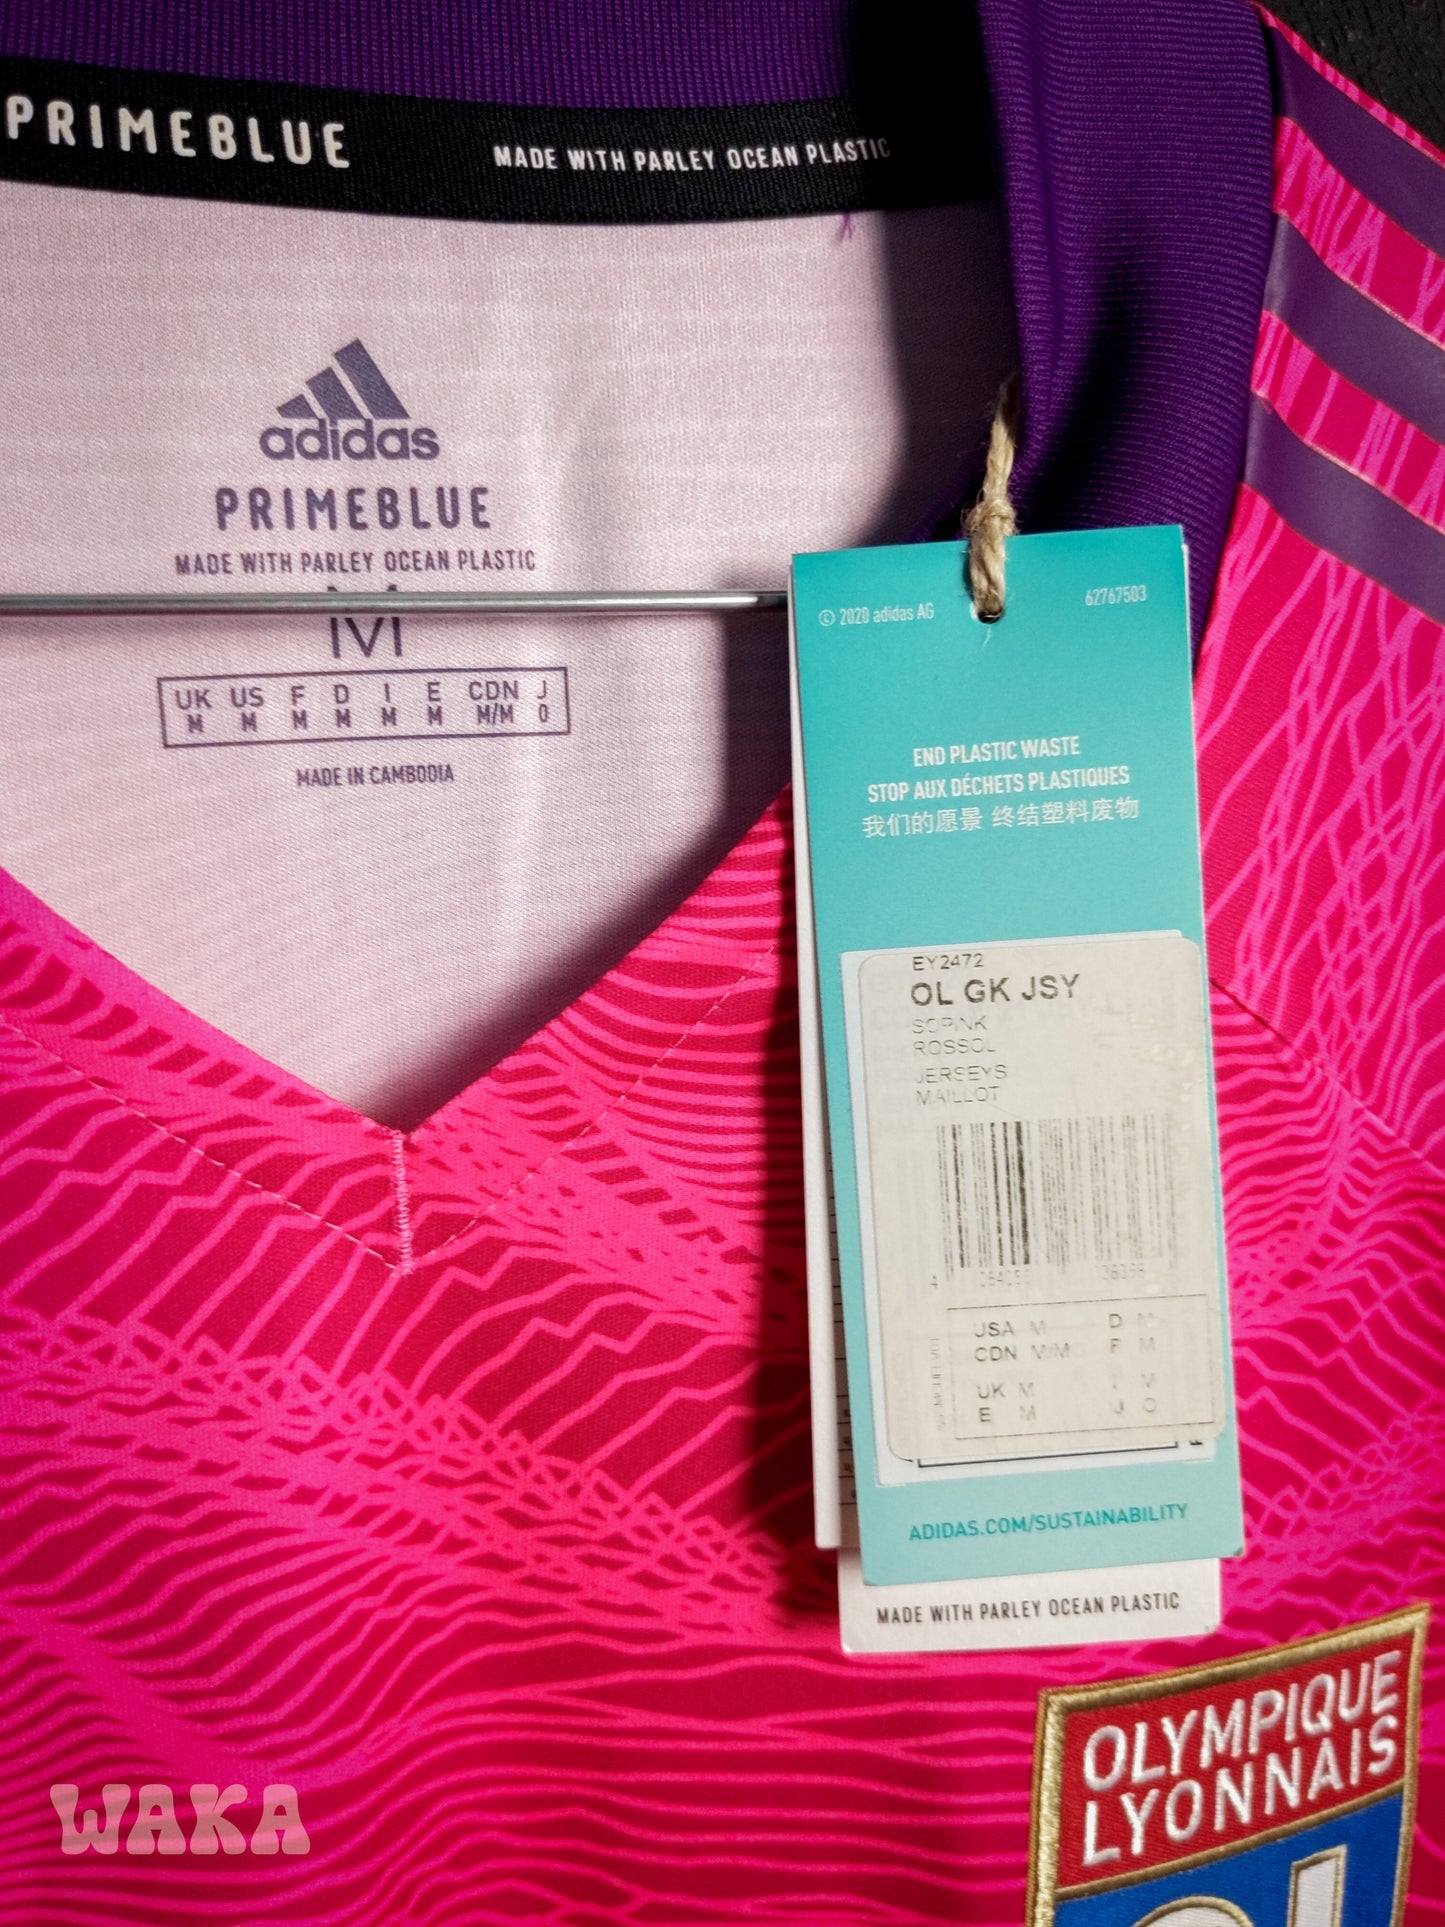 PRIMEBLUE
MADE WITH PARLEY OCEAN PLASTIC
adidas
PRIMEBLUE
MADE WITH PARLEY OCEAN PLASTIC
M
UK US F D I E CDN J
M M M M M M M/M O
MADE IN CAMBODIA
© 2020 adidas AG
62767503
END PLASTIC WASTE
STOP AUX DÉCHETS PLASTIQUES
我们的愿景 终结塑料废物
EY2472
OL GK JSY
SOPINK
ROSSOL
JERSEYS
MAILLOT
4
USA M D M
CDN M/M F M
UK M I M
E M J O
ADIDAS.COM/SUSTAINABILITY
MADE WITH PARLEY OCEAN PLASTIC
OLYMPIQUE
LYONNAIS
WAKA